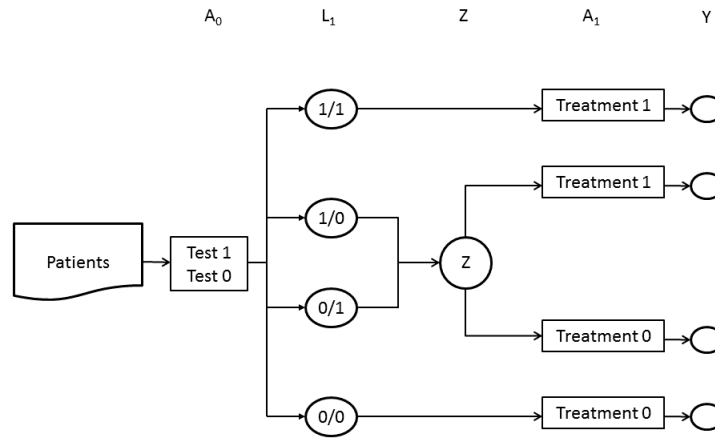 A₀ L₁ Z A₁ Y
1/1 Treatment 1
Treatment 1
1/0
Patients
Test 1
Test 0
Z
0/1
Treatment 0
0/0 Treatment 0